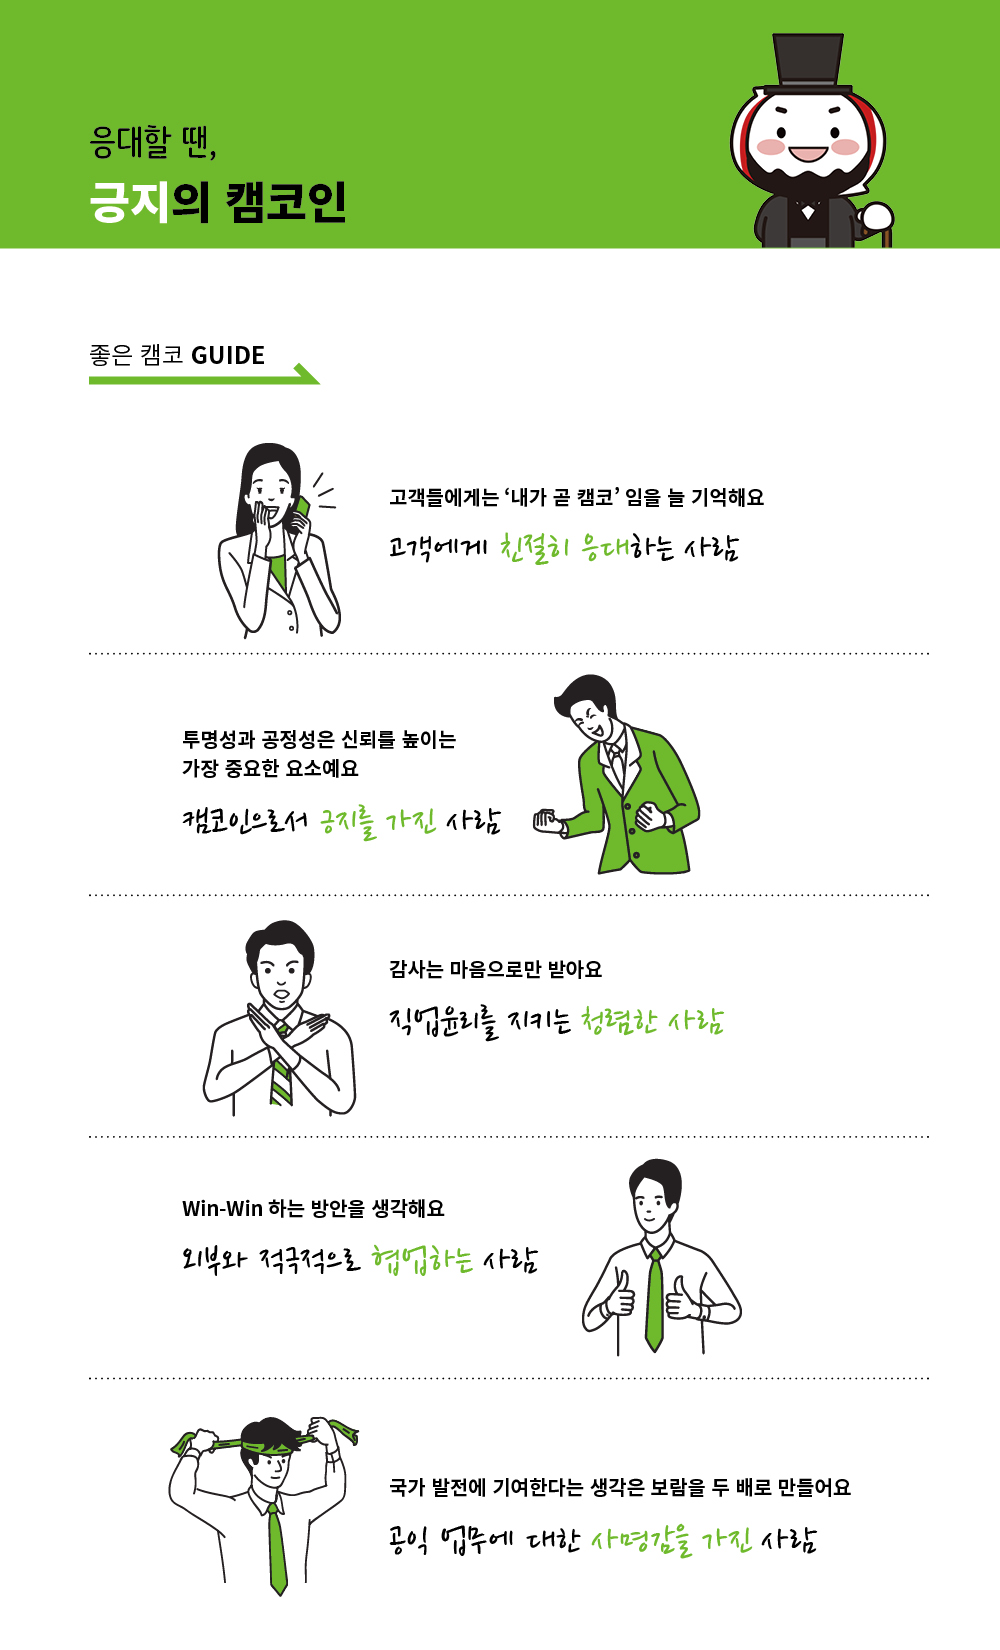 응대할 땐,
긍지의 캠코인
좋은 캠코 GUIDE
고객들에게는 ‘내가 곧 캠코’ 임을 늘 기억해요
고객에게 친절히 응대하는 사람
투명성과 공정성은 신뢰를 높이는
가장 중요한 요소예요
캠코인으로서 긍지를 가진 사람
감사는 마음으로만 받아요
직업윤리를 지키는 청렴한 사람
Win-Win 하는 방안을 생각해요
외부와 적극적으로 협업하는 사람
국가 발전에 기여한다는 생각은 보람을 두 배로 만들어요
공익 업무에 대한 사명감을 가진 사람